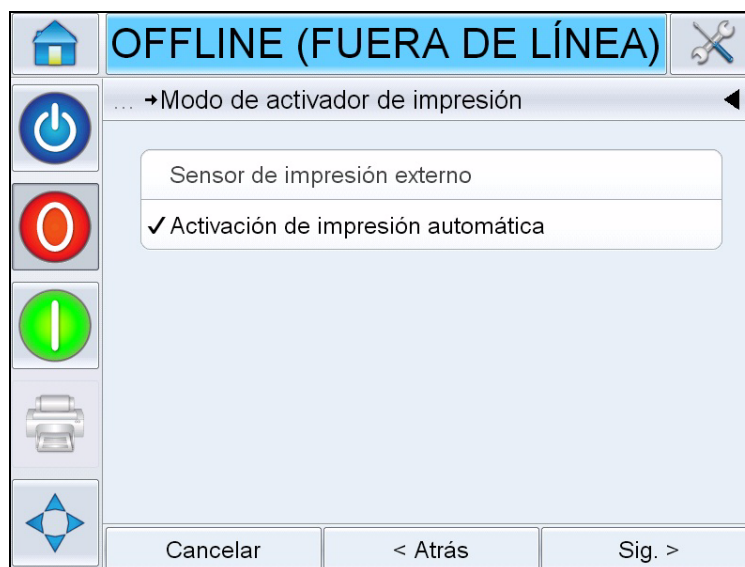 OFFLINE (FUERA DE LÍNEA)
... →Modo de activador de impresión
Sensor de impresión externo
✓ Activación de impresión automática
Cancelar
< Atrás
Sig. >